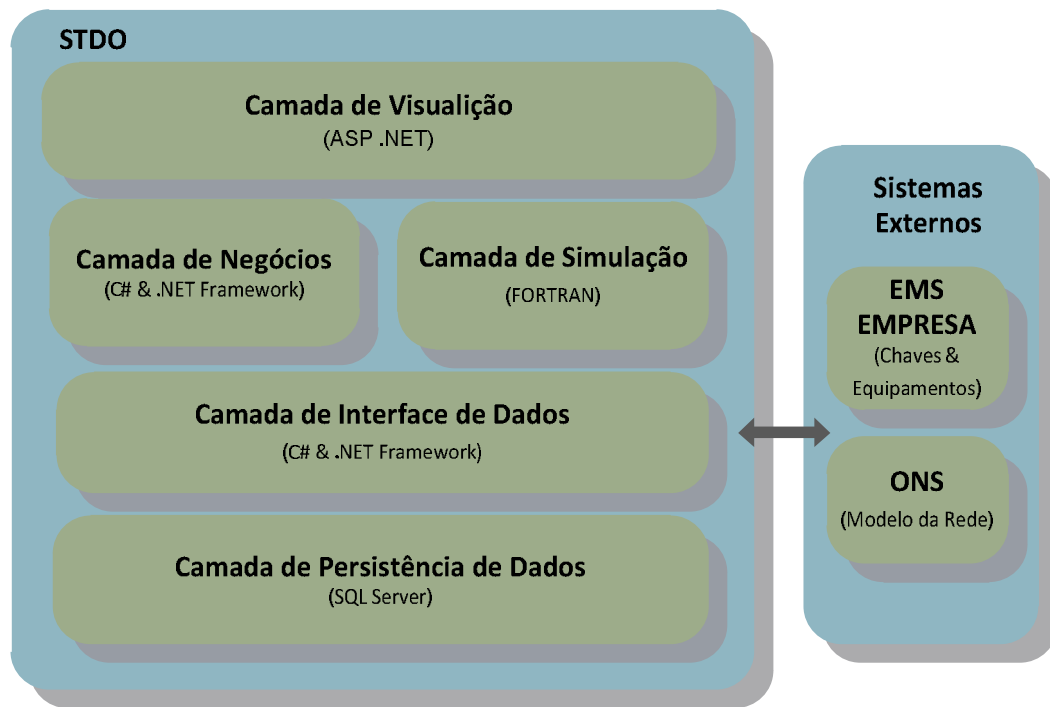 STDO
Camada de Visualição
(ASP .NET)
Camada de Negócios
(C# & .NET Framework)
Camada de Simulação
(FORTRAN)
Camada de Interface de Dados
(C# & .NET Framework)
Camada de Persistência de Dados
(SQL Server)
Sistemas
Externos
EMS
EMPRESA
(Chaves &
Equipamentos)
ONS
(Modelo da Rede)